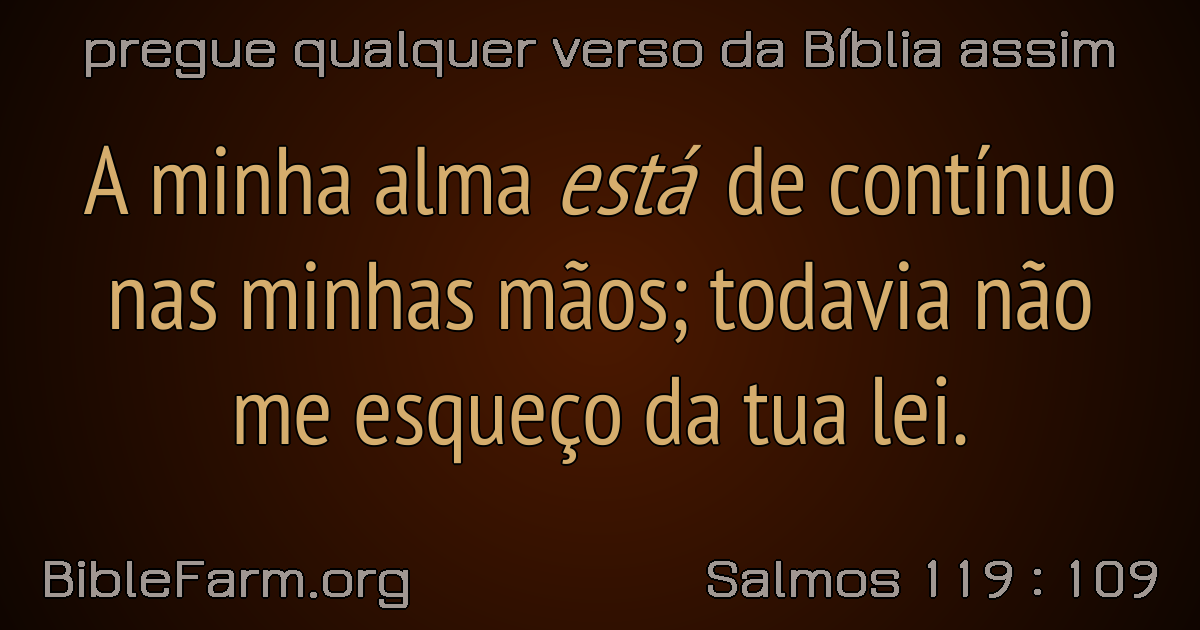 pregue qualquer verso da Bíblia assim
A minha alma está de contínuo
nas minhas mãos; todavia não
me esqueço da tua lei.
BibleFarm.org
Salmos 119 : 109